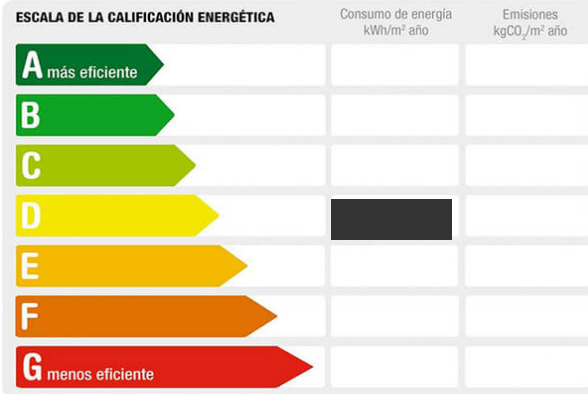 ESCALA DE LA CALIFICACIÓN ENERGÉTICA
Consumo de energía
kWh/m² año
Emisiones
kgCO₂/m² año
A más eficiente
B
C
D
E
F
G menos eficiente